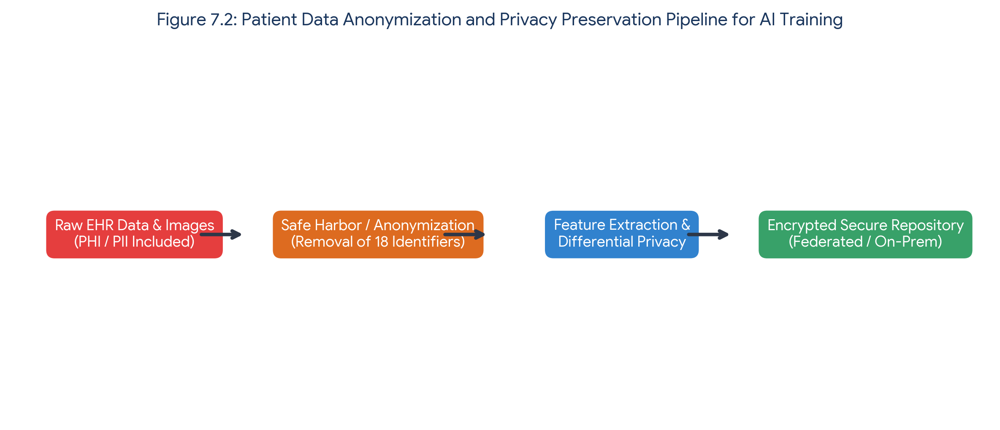 Figure 7.2: Patient Data Anonymization and Privacy Preservation Pipeline for AI Training
Raw EHR Data & Images
(PHI / PII Included)
Safe Harbor / Anonymization
(Removal of 18 Identifiers)
Feature Extraction &
Differential Privacy
Encrypted Secure Repository
(Federated / On-Prem)